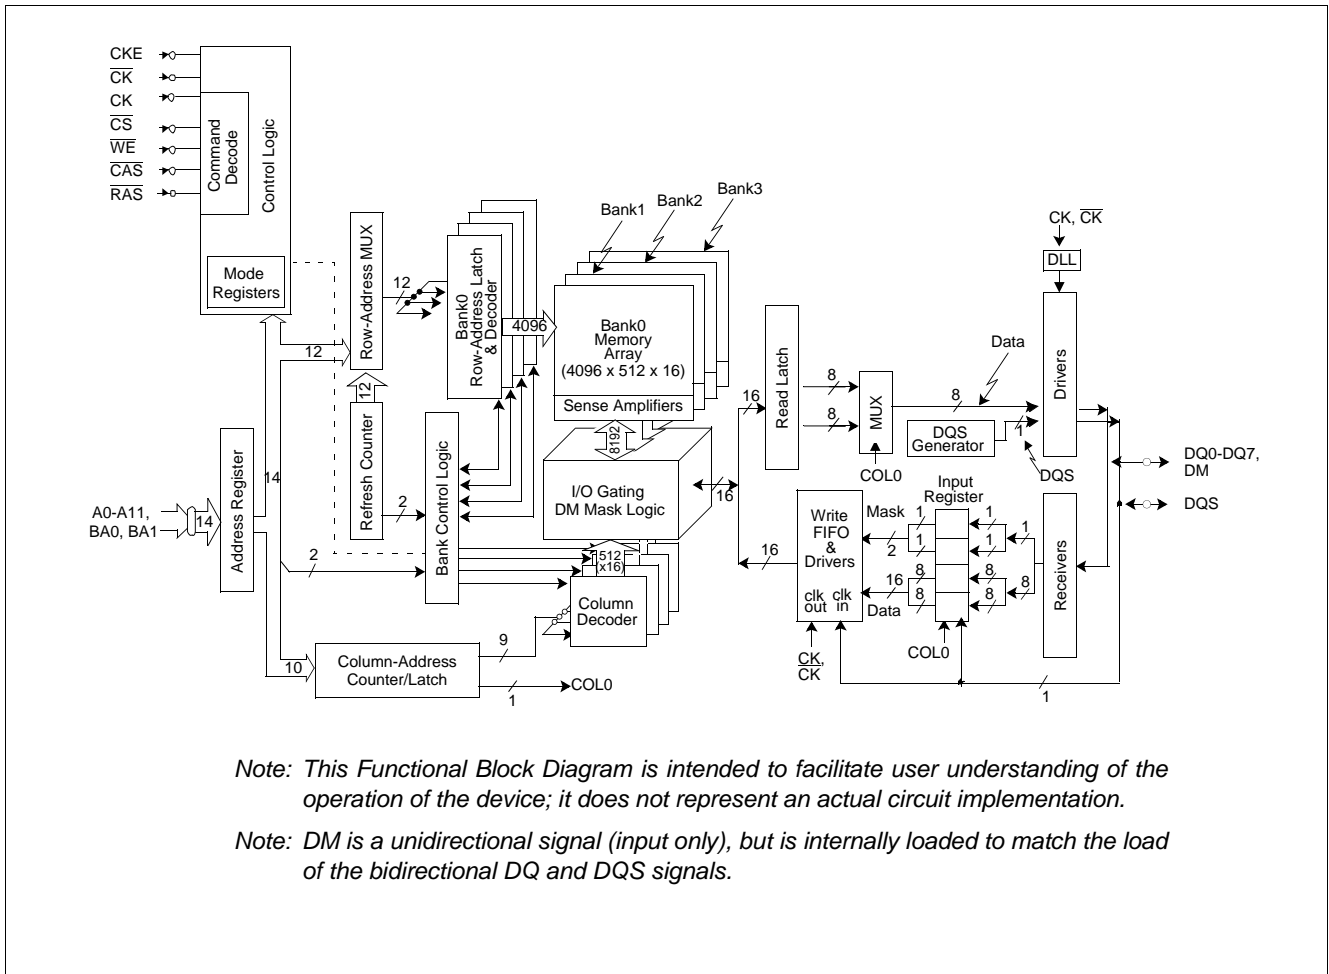 CKE
CK
CK
CS
WE
CAS
RAS
Command
Decode
Control Logic
Mode
Registers
Row-Address MUX
12
Bank0
Row-Address Latch
& Decoder
4096
Bank1
Bank2
Bank3
Bank0
Memory
Array
(4096 x 512 x 16)
Sense Amplifiers
8192
12
12
Refresh Counter
2
Bank Control Logic
I/O Gating
DM Mask Logic
16
16
Read Latch
8
8
MUX
COL0
8
Data
DQS
Generator
1
DQS
CK, CK
DLL
Drivers
DQ0-DQ7,
DM
DQS
A0-A11,
BA0, BA1
14
Address Register
14
2
10
Column-Address
Counter/Latch
9
1
COL0
512
(x16)
Column
Decoder
16
Write
FIFO
&
Drivers
clk
out
clk
in
CK,
CK
Mask
2
16
Data
Input
Register
1
1
8
8
1
1
8
8
1
8
COL0
Receivers
1
Note: This Functional Block Diagram is intended to facilitate user understanding of the
operation of the device; it does not represent an actual circuit implementation.
Note: DM is a unidirectional signal (input only), but is internally loaded to match the load
of the bidirectional DQ and DQS signals.